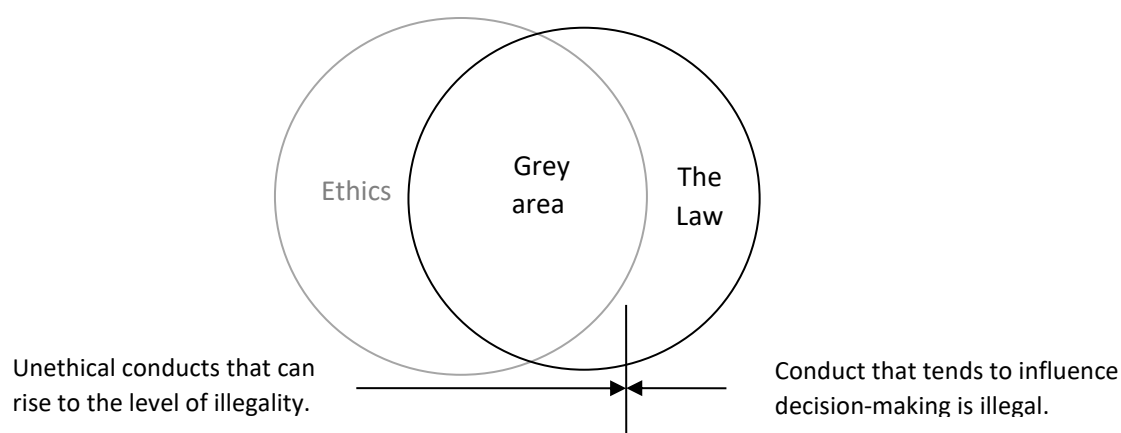 Grey
area
Ethics
The
Law
Unethical conducts that can
rise to the level of illegality.
Conduct that tends to influence
decision-making is illegal.